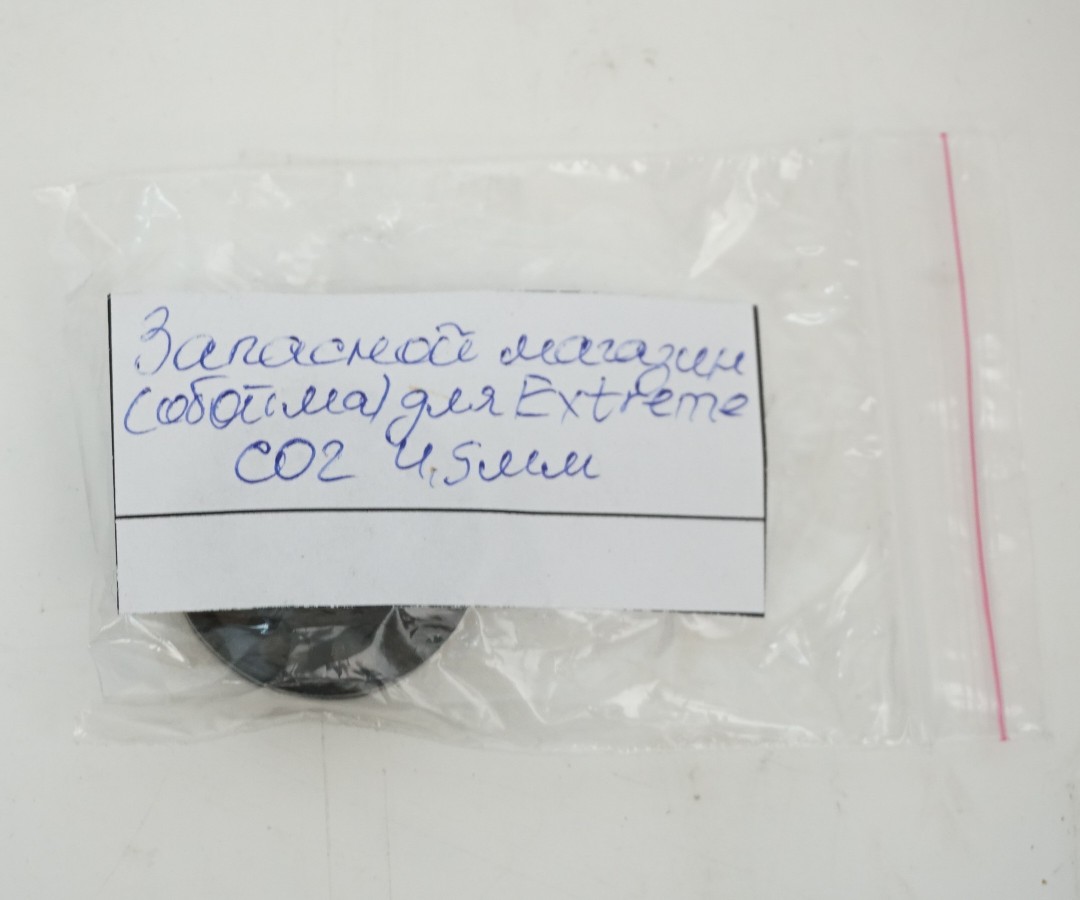 Запасной магазин
(обойма) для Extreme
CO2 4,5мм